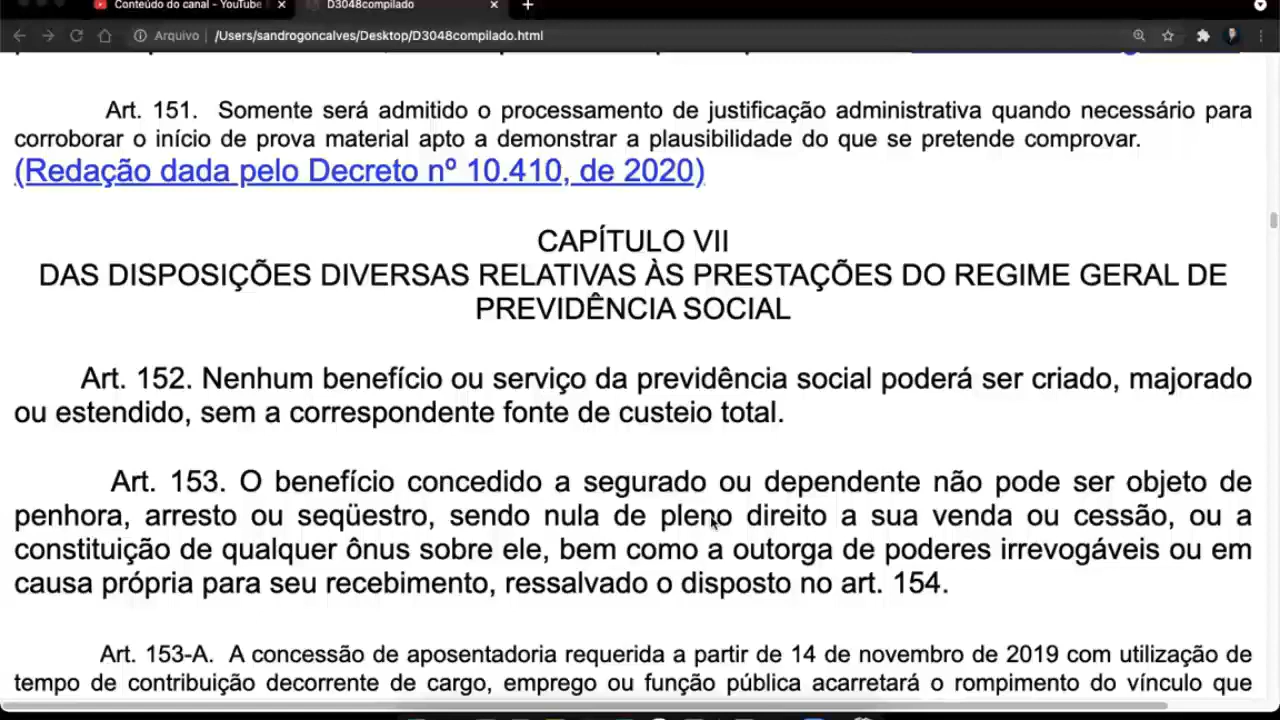 Conteúdo do canal - YouTube
D3048compilado
Arquivo /Users/sandrogoncalves/Desktop/D3048compilado.html
Art. 151. Somente será admitido o processamento de justificação administrativa quando necessário para
corroborar o início de prova material apto a demonstrar a plausibilidade do que se pretende comprovar.
(Redação dada pelo Decreto nº 10.410, de 2020)
CAPÍTULO VII
DAS DISPOSIÇÕES DIVERSAS RELATIVAS ÀS PRESTAÇÕES DO REGIME GERAL DE
PREVIDÊNCIA SOCIAL
Art. 152. Nenhum benefício ou serviço da previdência social poderá ser criado, majorado
ou estendido, sem a correspondente fonte de custeio total.
Art. 153. O benefício concedido a segurado ou dependente não pode ser objeto de
penhora, arresto ou seqüestro, sendo nula de pleno direito a sua venda ou cessão, ou a
constituição de qualquer ônus sobre ele, bem como a outorga de poderes irrevogáveis ou em
causa própria para seu recebimento, ressalvado o disposto no art. 154.
Art. 153-A. A concessão de aposentadoria requerida a partir de 14 de novembro de 2019 com utilização de
tempo de contribuição decorrente de cargo, emprego ou função pública acarretará o rompimento do vínculo que